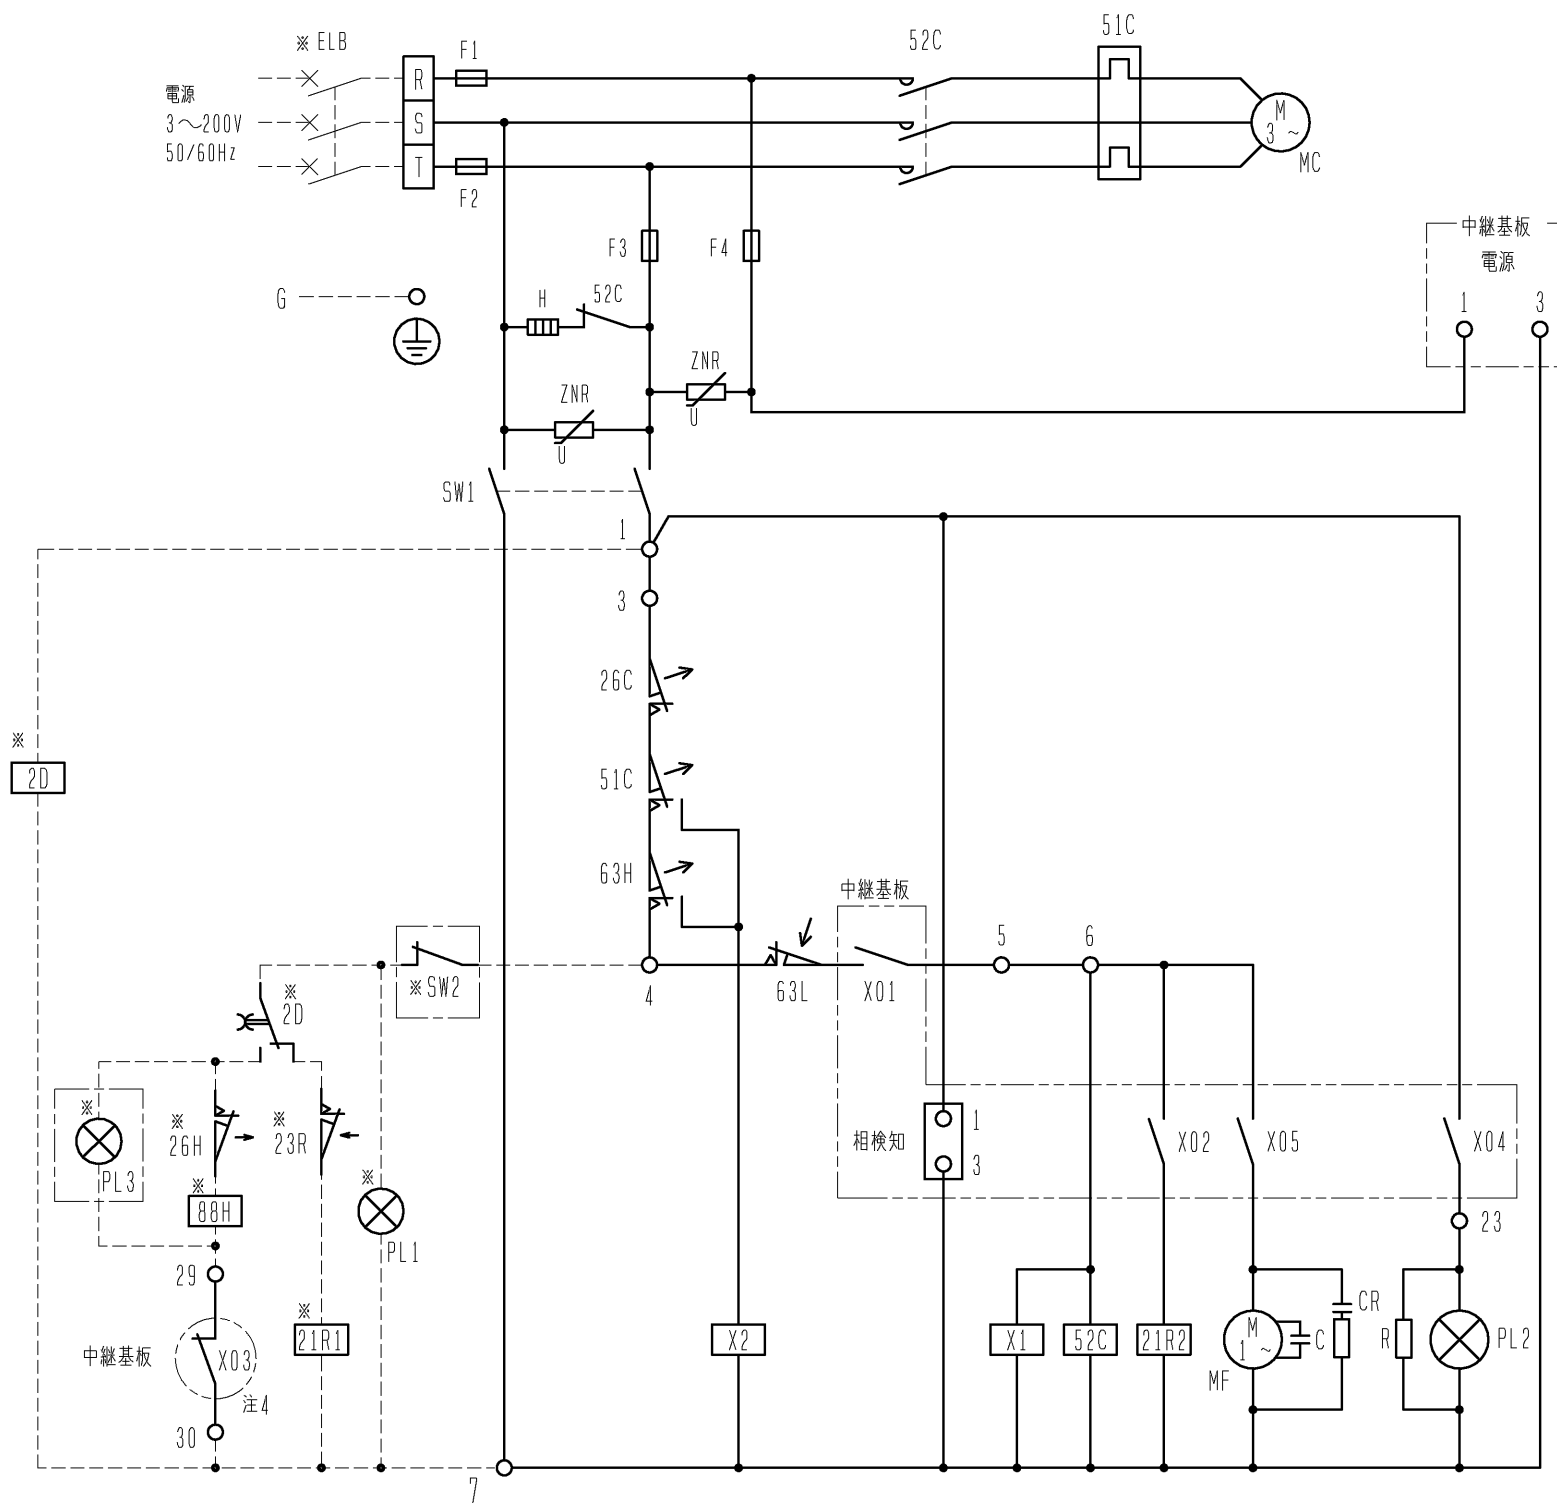 ※ELB
F1
52C
51C
電源
3～200V
50/60Hz
R
S
T
F2
M
3 ~
MC
F3
F4
中継基板
電源
1
3
G
H
52C
ZNR
U
ZNR
U
SW1
1
3
26C
※
2D
51C
63H
中継基板
5
6
※SW2
4
63L
X01
※
2D
※
PL3
※
26H
※
23R
※
88H
※
PL1
相検知
1
3
X02
X05
X04
23
29
※
21R1
中継基板
X03
注4
30
X2
X1
52C
21R2
M
1 ~
MF
C
CR
R
PL2
7